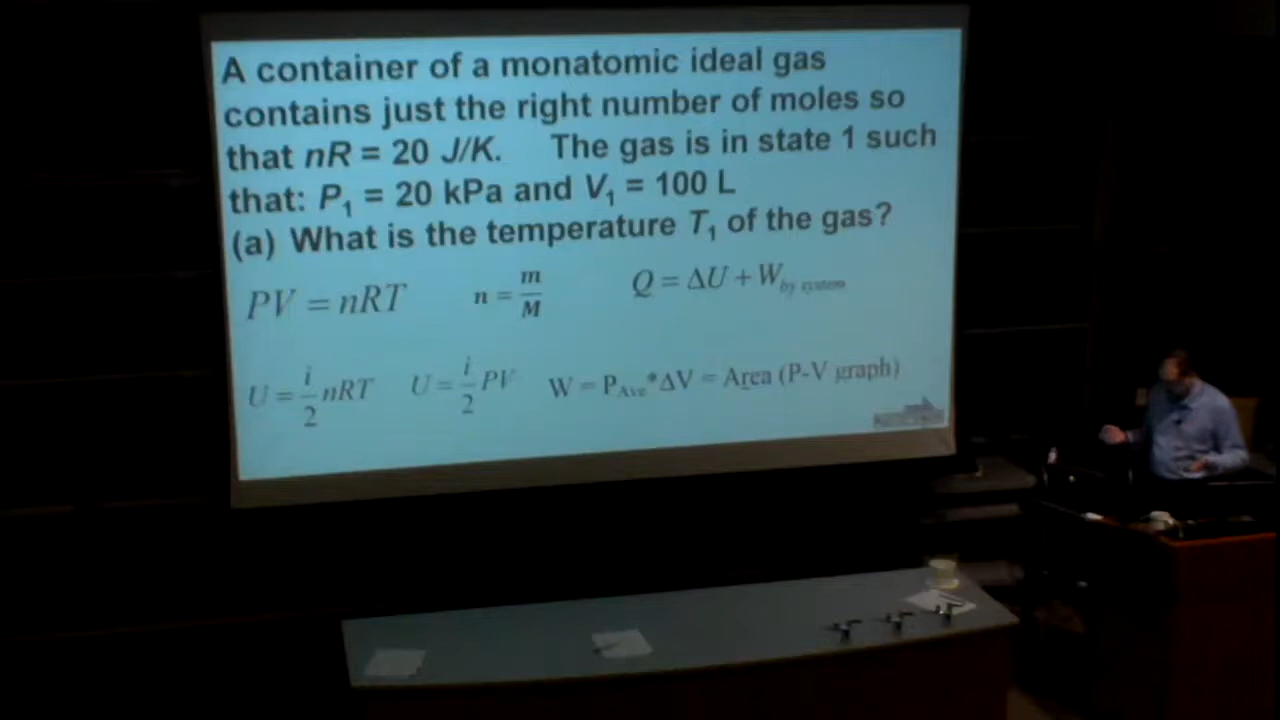 A container of a monatomic ideal gas
contains just the right number of moles so
that nR = 20 J/K. The gas is in state 1 such
that: P₁ = 20 kPa and V₁ = 100 L
(a) What is the temperature T₁ of the gas?
PV = nRT n = m/M Q = ΔU + W_by system
U = i/2 nRT U = i/2 PV W = P_Ave*ΔV = Area (P-V graph)